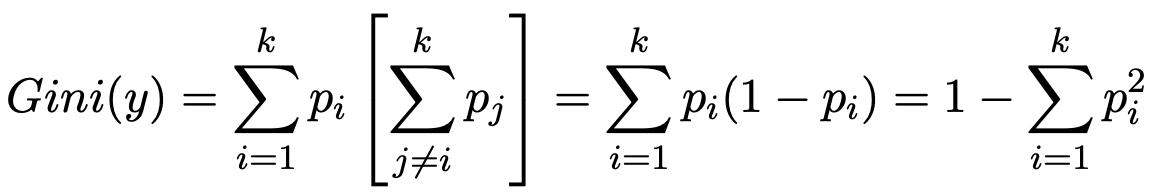 $Gini(y) = \sum_{i=1}^{k} p_i \left[ \sum_{j \neq i}^{k} p_j \right] = \sum_{i=1}^{k} p_i (1 - p_i) = 1 - \sum_{i=1}^{k} p_i^2$